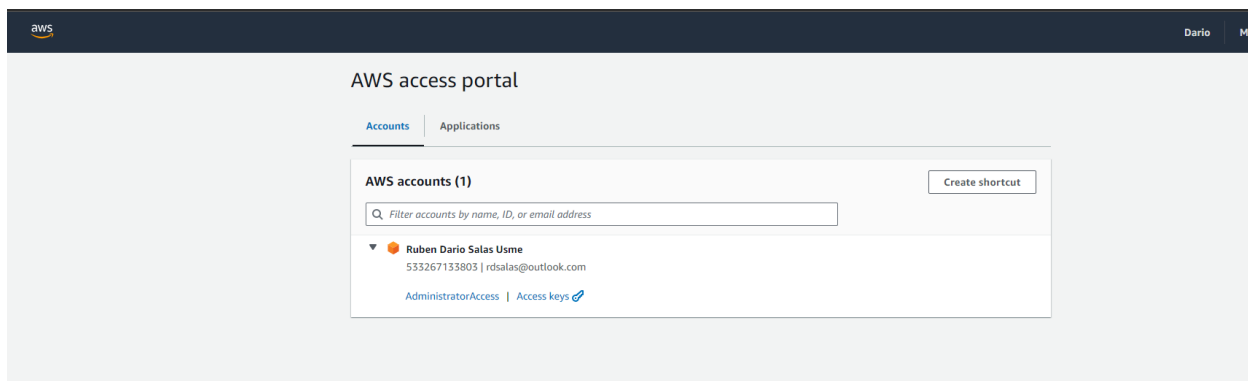 aws
Dario
AWS access portal
Accounts
Applications
AWS accounts (1)
Create shortcut
Filter accounts by name, ID, or email address
Ruben Dario Salas Usme
533267133803 | rdsalas@outlook.com
AdministratorAccess | Access keys